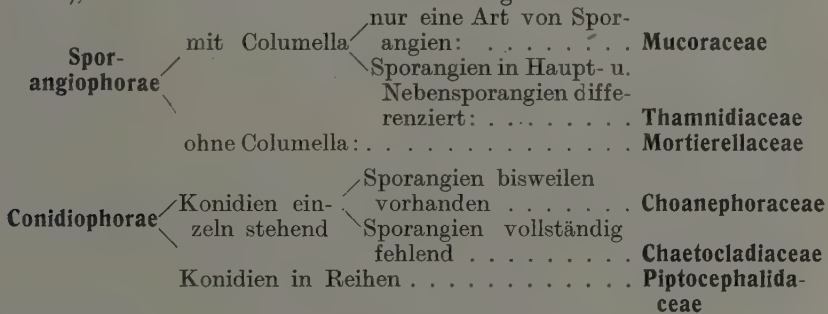 nur eine Art von Spor-
mit Columella angien: . . . . . . . . Mucoraceae
Spor-
angiophorae
Sporangien in Haupt- u.
Nebensporangien diffe-
renziert: . . . . . . . . . Thamnidiaceae
ohne Columella: . . . . . . . . . . . . . . . . Mortierellaceae
Sporangien bisweilen
vorhanden . . . . . . . Choanephoraceae
Conidiophorae Konidien ein-
zeln stehend
Sporangien vollständig
fehlend . . . . . . . . . Chaetocladiaceae
Konidien in Reihen . . . . . . . . . . . . . Piptocephalida-
ceae